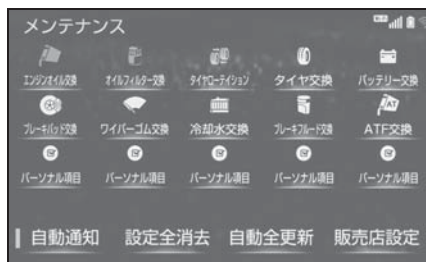 メンテナンス
エンジンオイル交換 オイルフィルター交換 タイヤローテイション タイヤ交換 バッテリー交換
ブレーキパッド交換 ワイパーゴム交換 冷却水交換 ブレーキフルード交換 ATF交換
パーソナル項目 パーソナル項目 パーソナル項目 パーソナル項目 パーソナル項目
自動通知 設定全消去 自動全更新 販売店設定